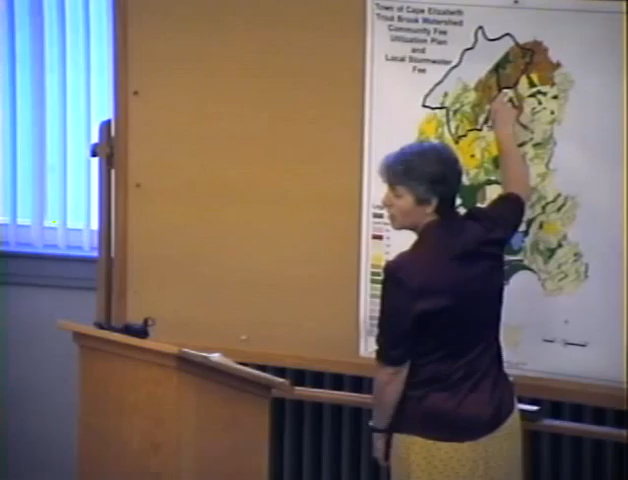 Town of Cape Elizabeth
Trout Brook Watershed
Community Fee
Utilization Plan
and
Local Stormwater
Fee